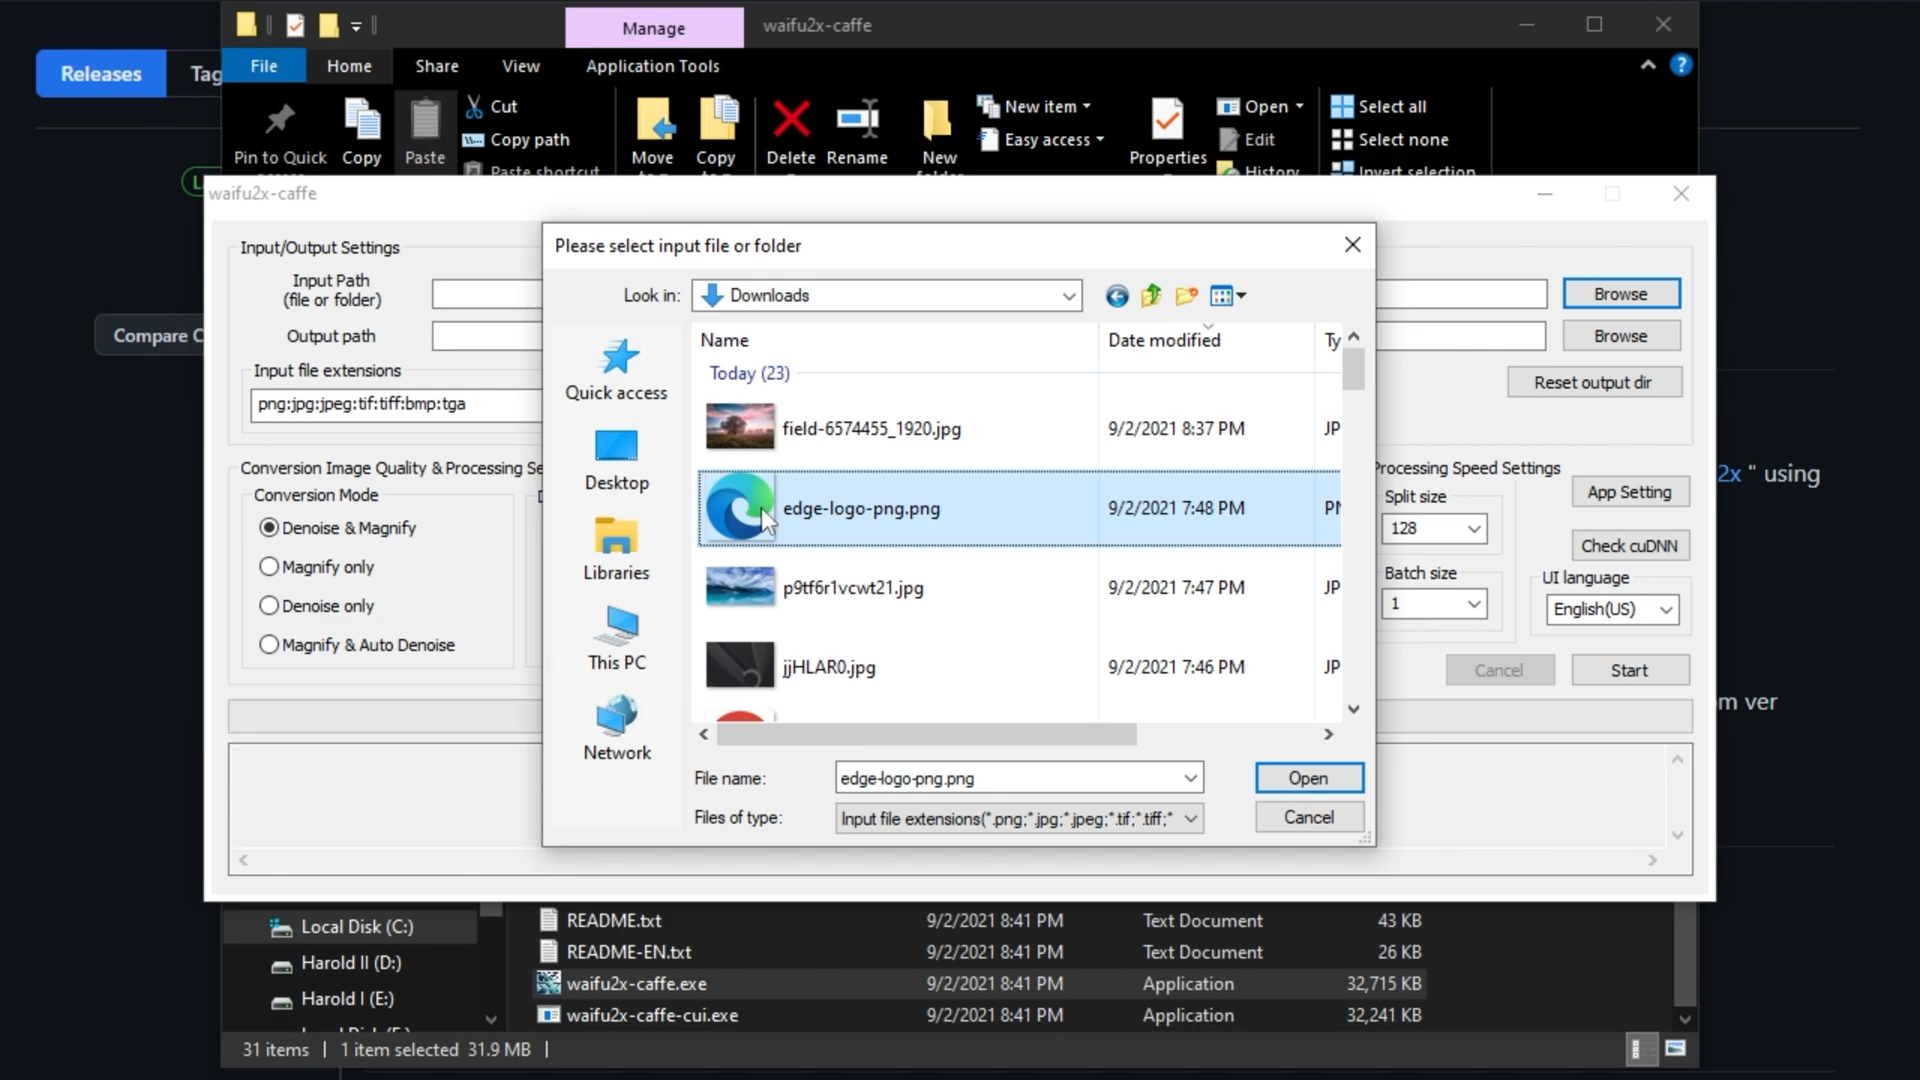 Manage
waifu2x-caffe
Releases
Tag
File
Home
Share
View
Application Tools
Pin to Quick
Copy
Paste
Cut
Copy path
Paste shortcut
Move
Copy
Delete
Rename
New
folder
New item
Easy access
Properties
Open
Edit
History
Select all
Select none
Invert selection
waifu2x-caffe
Input/Output Settings
Input Path
(file or folder)
Output path
Input file extensions
png:jpg:jpeg:tif:tiff:bmp:tga
Compare C
Browse
Browse
Reset output dir
Please select input file or folder
Look in:
Downloads
Quick access
Desktop
Libraries
This PC
Network
Name
Date modified
Ty
Today (23)
field-6574455_1920.jpg
9/2/2021 8:37 PM
JP
edge-logo-png.png
9/2/2021 7:48 PM
PN
p9tf6r1vcwt21.jpg
9/2/2021 7:47 PM
JP
jjHLAR0.jpg
9/2/2021 7:46 PM
JP
File name:
edge-logo-png.png
Open
Files of type:
Input file extensions(*.png;*.jpg;*.jpeg;*.tif;*.tiff;*
Cancel
Conversion Image Quality & Processing Se
Conversion Mode
Denoise & Magnify
Magnify only
Denoise only
Magnify & Auto Denoise
Processing Speed Settings
Split size
128
Batch size
1
App Setting
Check cuDNN
UI language
English(US)
Cancel
Start
2x " using
m ver
Local Disk (C:)
Harold II (D:)
Harold I (E:)
README.txt
9/2/2021 8:41 PM
Text Document
43 KB
README-EN.txt
9/2/2021 8:41 PM
Text Document
26 KB
waifu2x-caffe.exe
9/2/2021 8:41 PM
Application
32,715 KB
waifu2x-caffe-cui.exe
9/2/2021 8:41 PM
Application
32,241 KB
31 items
1 item selected 31.9 MB